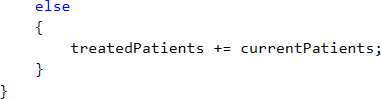 else
{
treatedPatients += currentPatients;
}
}